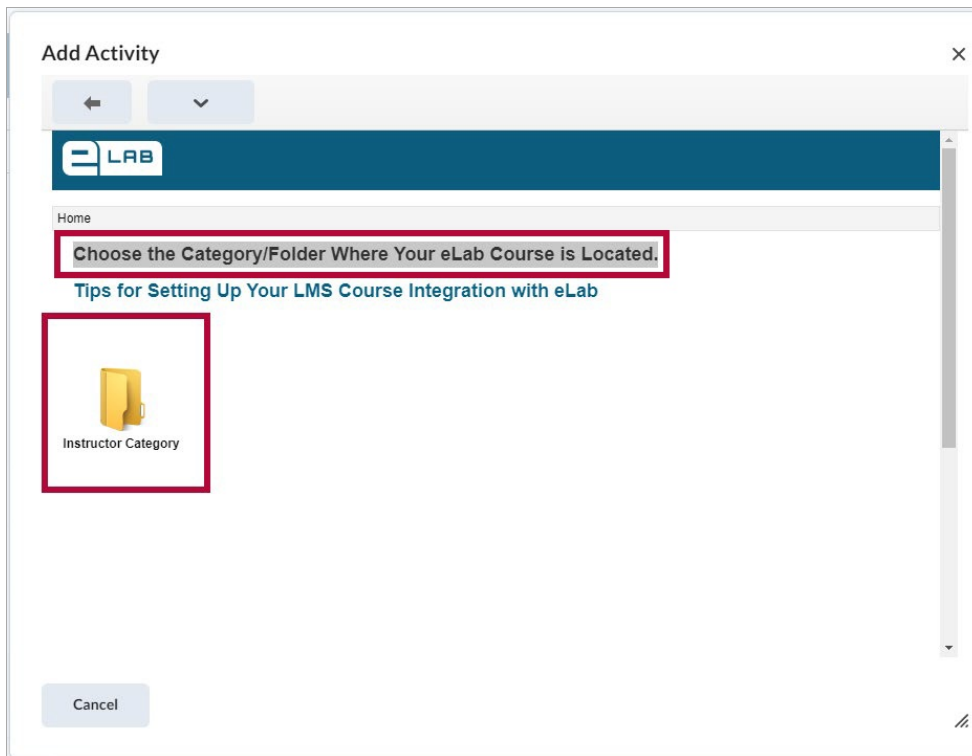 Add Activity
e LAB
Home
Choose the Category/Folder Where Your eLab Course is Located.
Tips for Setting Up Your LMS Course Integration with eLab
Instructor Category
Cancel